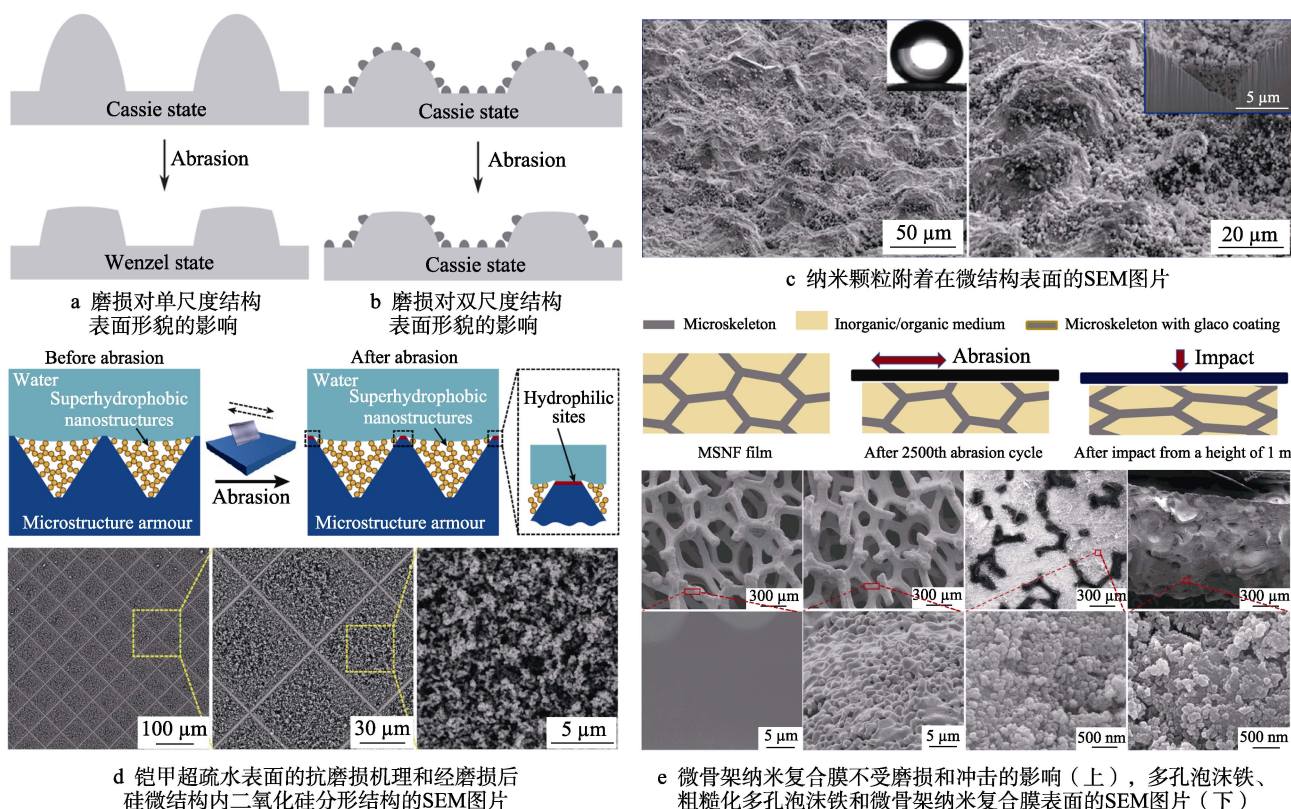 Cassie state
Cassie state
Abrasion
Abrasion
Wenzel state
Cassie state
a 磨损对单尺度结构
表面形貌的影响
b 磨损对双尺度结构
表面形貌的影响
5 µm
50 µm
20 µm
c 纳米颗粒附着在微结构表面的SEM图片
Before abrasion
Water
Superhydrophobic
nanostructures
Microstructure armour
Abrasion
After abrasion
Water
Superhydrophobic
nanostructures
Microstructure armour
Hydrophilic
sites
100 µm
30 µm
5 µm
d 铠甲超疏水表面的抗磨损机理和经磨损后
硅微结构内二氧化硅分形结构的SEM图片
Microskeleton
Inorganic/organic medium
Microskeleton with glaco coating
Abrasion
Impact
MSNF film
After 2500th abrasion cycle
After impact from a height of 1 m
300 µm
300 µm
300 µm
300 µm
5 µm
5 µm
500 nm
500 nm
e 微骨架纳米复合膜不受磨损和冲击的影响（上），多孔泡沫铁、
粗糙化多孔泡沫铁和微骨架纳米复合膜表面的SEM图片（下）